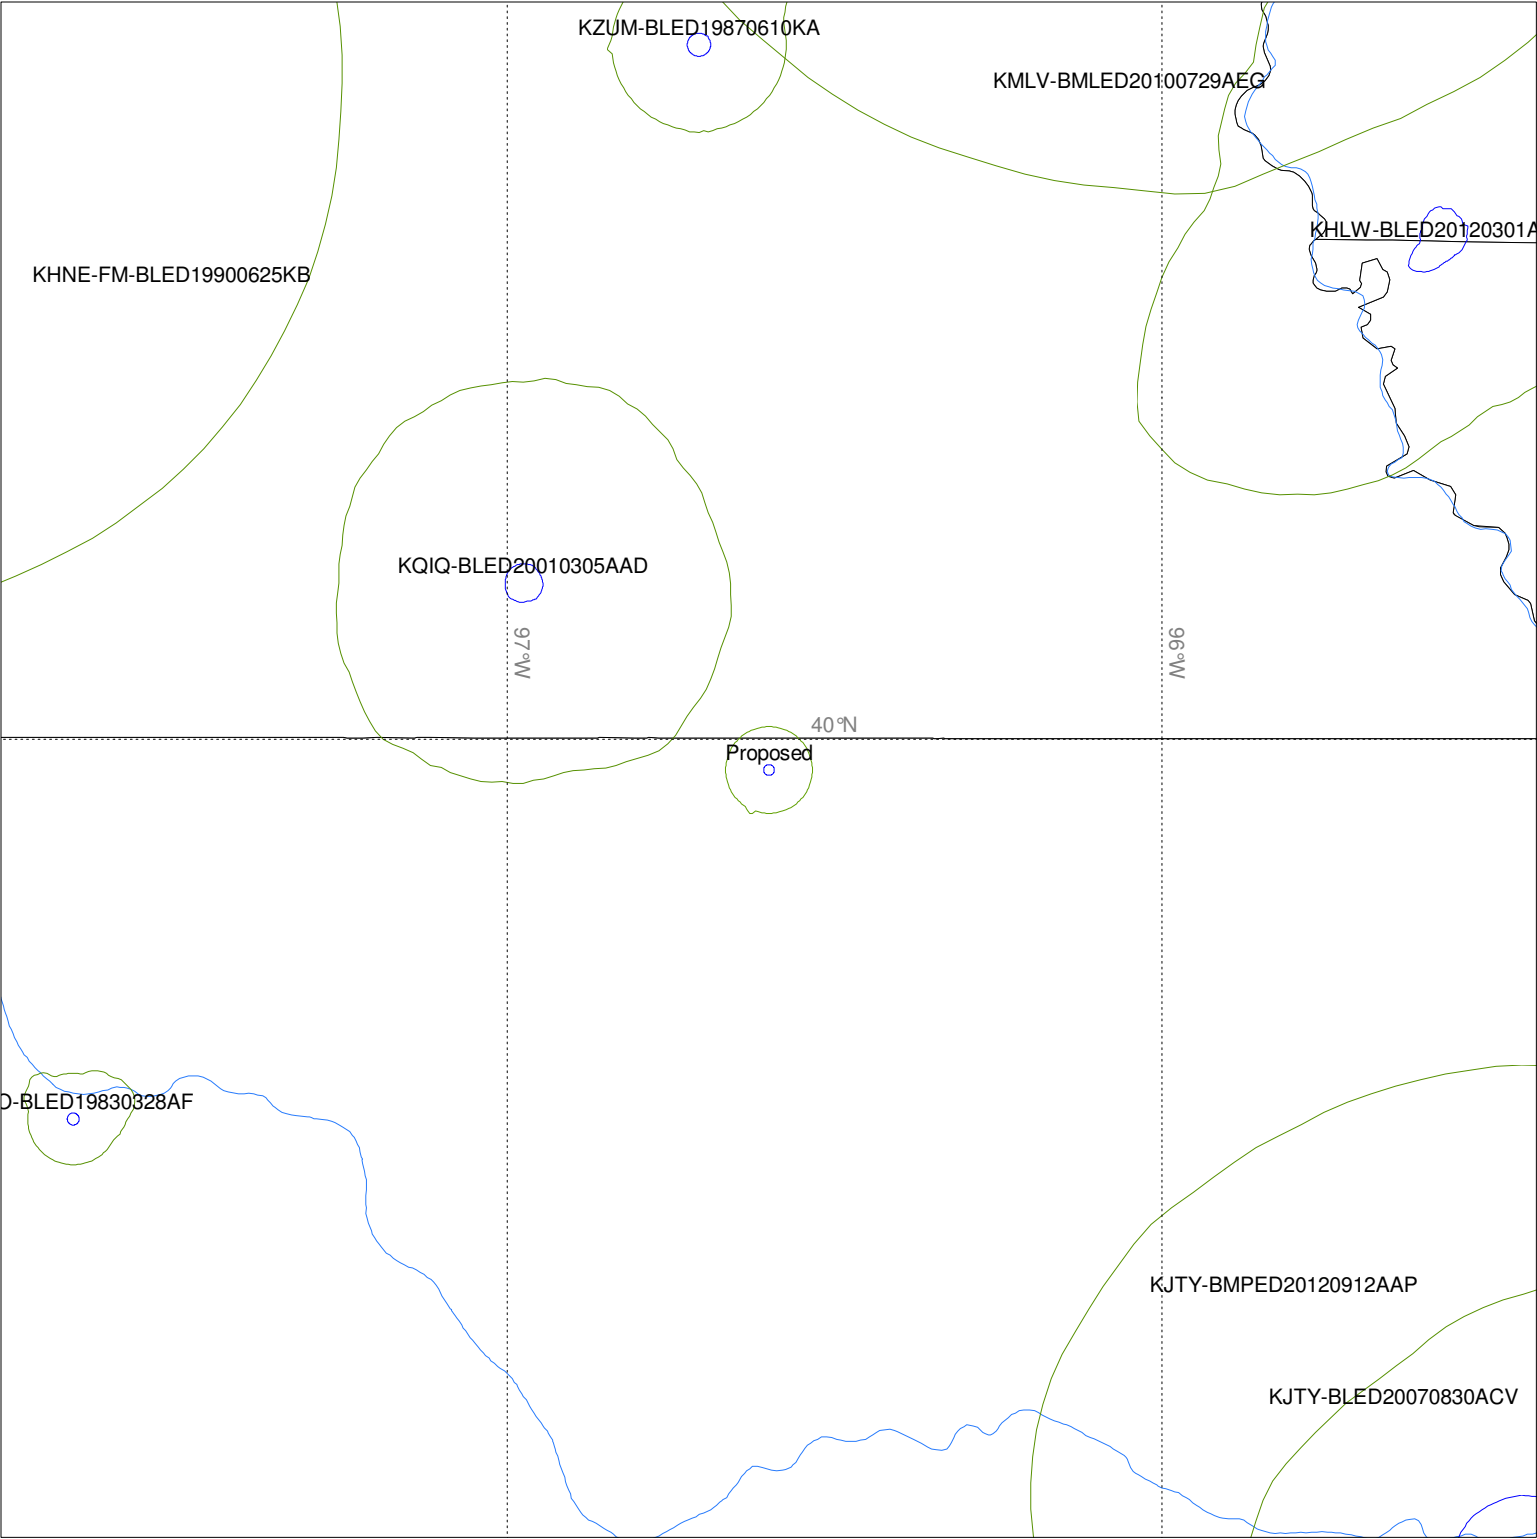 KZUM-BLED19870610KA
KMLV-BMLED20100729AEG
KHLW-BLED20120301A
KHNE-FM-BLED19900625KB
KQIQ-BLED20010305AAD
97°W
96°W
40°N
Proposed
O-BLED19830328AF
KJTY-BMPED20120912AAP
KJTY-BLED20070830ACV